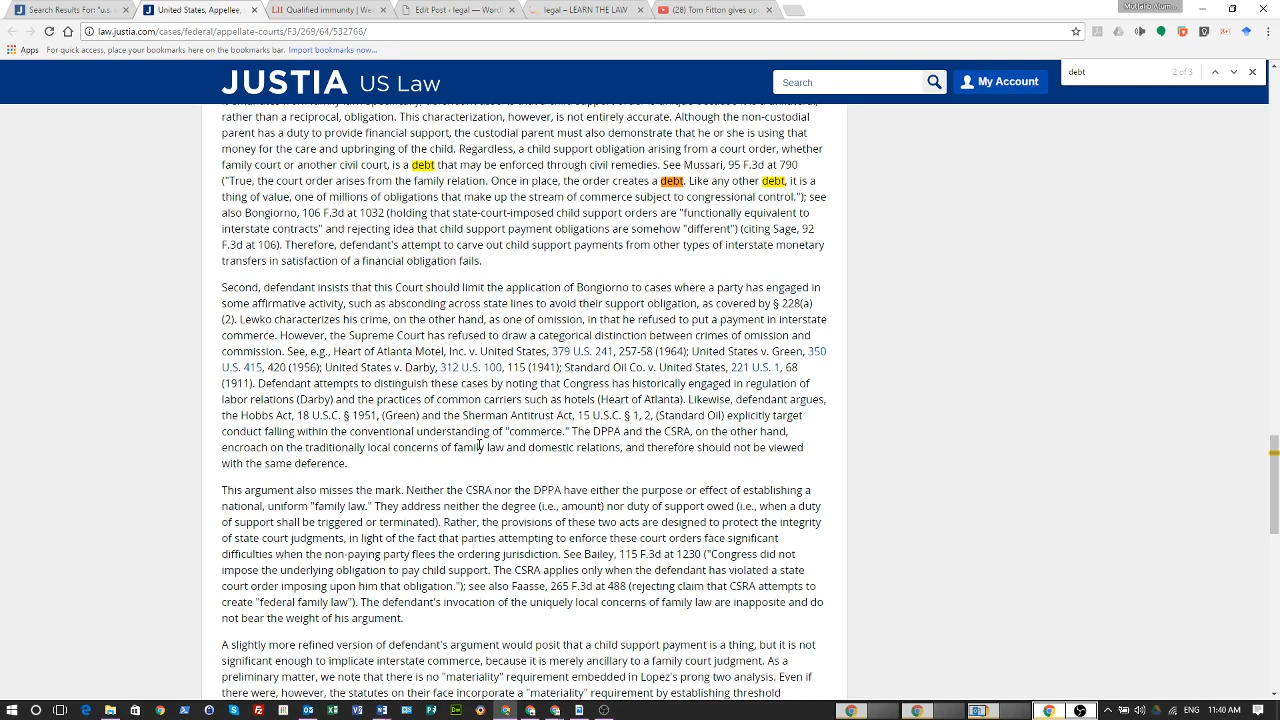 Search Results For: "u.s.
United States, Appellee,
LII Qualified immunity | We
Edit Post ‹ legal — Word
legal – LEARN THE LAW
(28) Tom Fitton gives up
law.justia.com/cases/federal/appellate-courts/F3/269/64/532766/
Apps For quick access, place your bookmarks here on the bookmarks bar. Import bookmarks now...
debt 2 of 3
JUSTIA US Law
Search
My Account
rather than a reciprocal, obligation. This characterization, however, is not entirely accurate. Although the non-custodial
parent has a duty to provide financial support, the custodial parent must also demonstrate that he or she is using that
money for the care and upbringing of the child. Regardless, a child support obligation arising from a court order, whether
family court or another civil court, is a debt that may be enforced through civil remedies. See Mussari, 95 F.3d at 790
("True, the court order arises from the family relation. Once in place, the order creates a debt. Like any other debt, it is a
thing of value, one of millions of obligations that make up the stream of commerce subject to congressional control."); see
also Bongiorno, 106 F.3d at 1032 (holding that state-court-imposed child support orders are "functionally equivalent to
interstate contracts" and rejecting idea that child support payment obligations are somehow "different") (citing Sage, 92
F.3d at 106). Therefore, defendant's attempt to carve out child support payments from other types of interstate monetary
transfers in satisfaction of a financial obligation fails.
Second, defendant insists that this Court should limit the application of Bongiorno to cases where a party has engaged in
some affirmative activity, such as absconding across state lines to avoid their support obligation, as covered by § 228(a)
(2). Lewko characterizes his crime, on the other hand, as one of omission, in that he refused to put a payment in interstate
commerce. However, the Supreme Court has refused to draw a categorical distinction between crimes of omission and
commission. See, e.g., Heart of Atlanta Motel, Inc. v. United States, 379 U.S. 241, 257-58 (1964); United States v. Green, 350
U.S. 415, 420 (1956); United States v. Darby, 312 U.S. 100, 115 (1941); Standard Oil Co. v. United States, 221 U.S. 1, 68
(1911). Defendant attempts to distinguish these cases by noting that Congress has historically engaged in regulation of
labor relations (Darby) and the practices of common carriers such as hotels (Heart of Atlanta). Likewise, defendant argues,
the Hobbs Act, 18 U.S.C. § 1951, (Green) and the Sherman Antitrust Act, 15 U.S.C. § 1, 2, (Standard Oil) explicitly target
conduct falling within the conventional understanding of "commerce." The DPPA and the CSRA, on the other hand,
encroach on the traditionally local concerns of family law and domestic relations, and therefore should not be viewed
with the same deference.
This argument also misses the mark. Neither the CSRA nor the DPPA have either the purpose or effect of establishing a
national, uniform "family law." They address neither the degree (i.e., amount) nor duty of support owed (i.e., when a duty
of support shall be triggered or terminated). Rather, the provisions of these two acts are designed to protect the integrity
of state court judgments, in light of the fact that parties attempting to enforce these court orders face significant
difficulties when the non-paying party flees the ordering jurisdiction. See Bailey, 115 F.3d at 1230 ("Congress did not
impose the underlying obligation to pay child support. The CSRA applies only when the defendant has violated a state
court order imposing upon him that obligation."); see also Faasse, 265 F.3d at 488 (rejecting claim that CSRA attempts to
create "federal family law"). The defendant's invocation of the uniquely local concerns of family law are inapposite and do
not bear the weight of his argument.
A slightly more refined version of defendant's argument would posit that a child support payment is a thing, but it is not
significant enough to implicate interstate commerce, because it is merely ancillary to a family court judgment. As a
preliminary matter, we note that there is no "materiality" requirement embedded in Lopez's prong two analysis. Even if
there were, however, the statutes on their face incorporate a "materiality" requirement by establishing threshold
11:40 AM